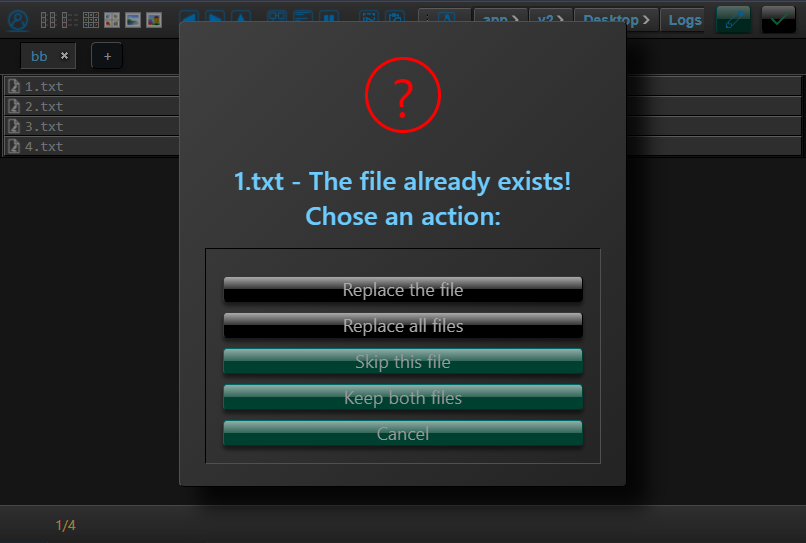 app
v2
Desktop
Logs
bb
+
1.txt
2.txt
3.txt
4.txt
?
1.txt - The file already exists!
Chose an action:
Replace the file
Replace all files
Skip this file
Keep both files
Cancel
1/4